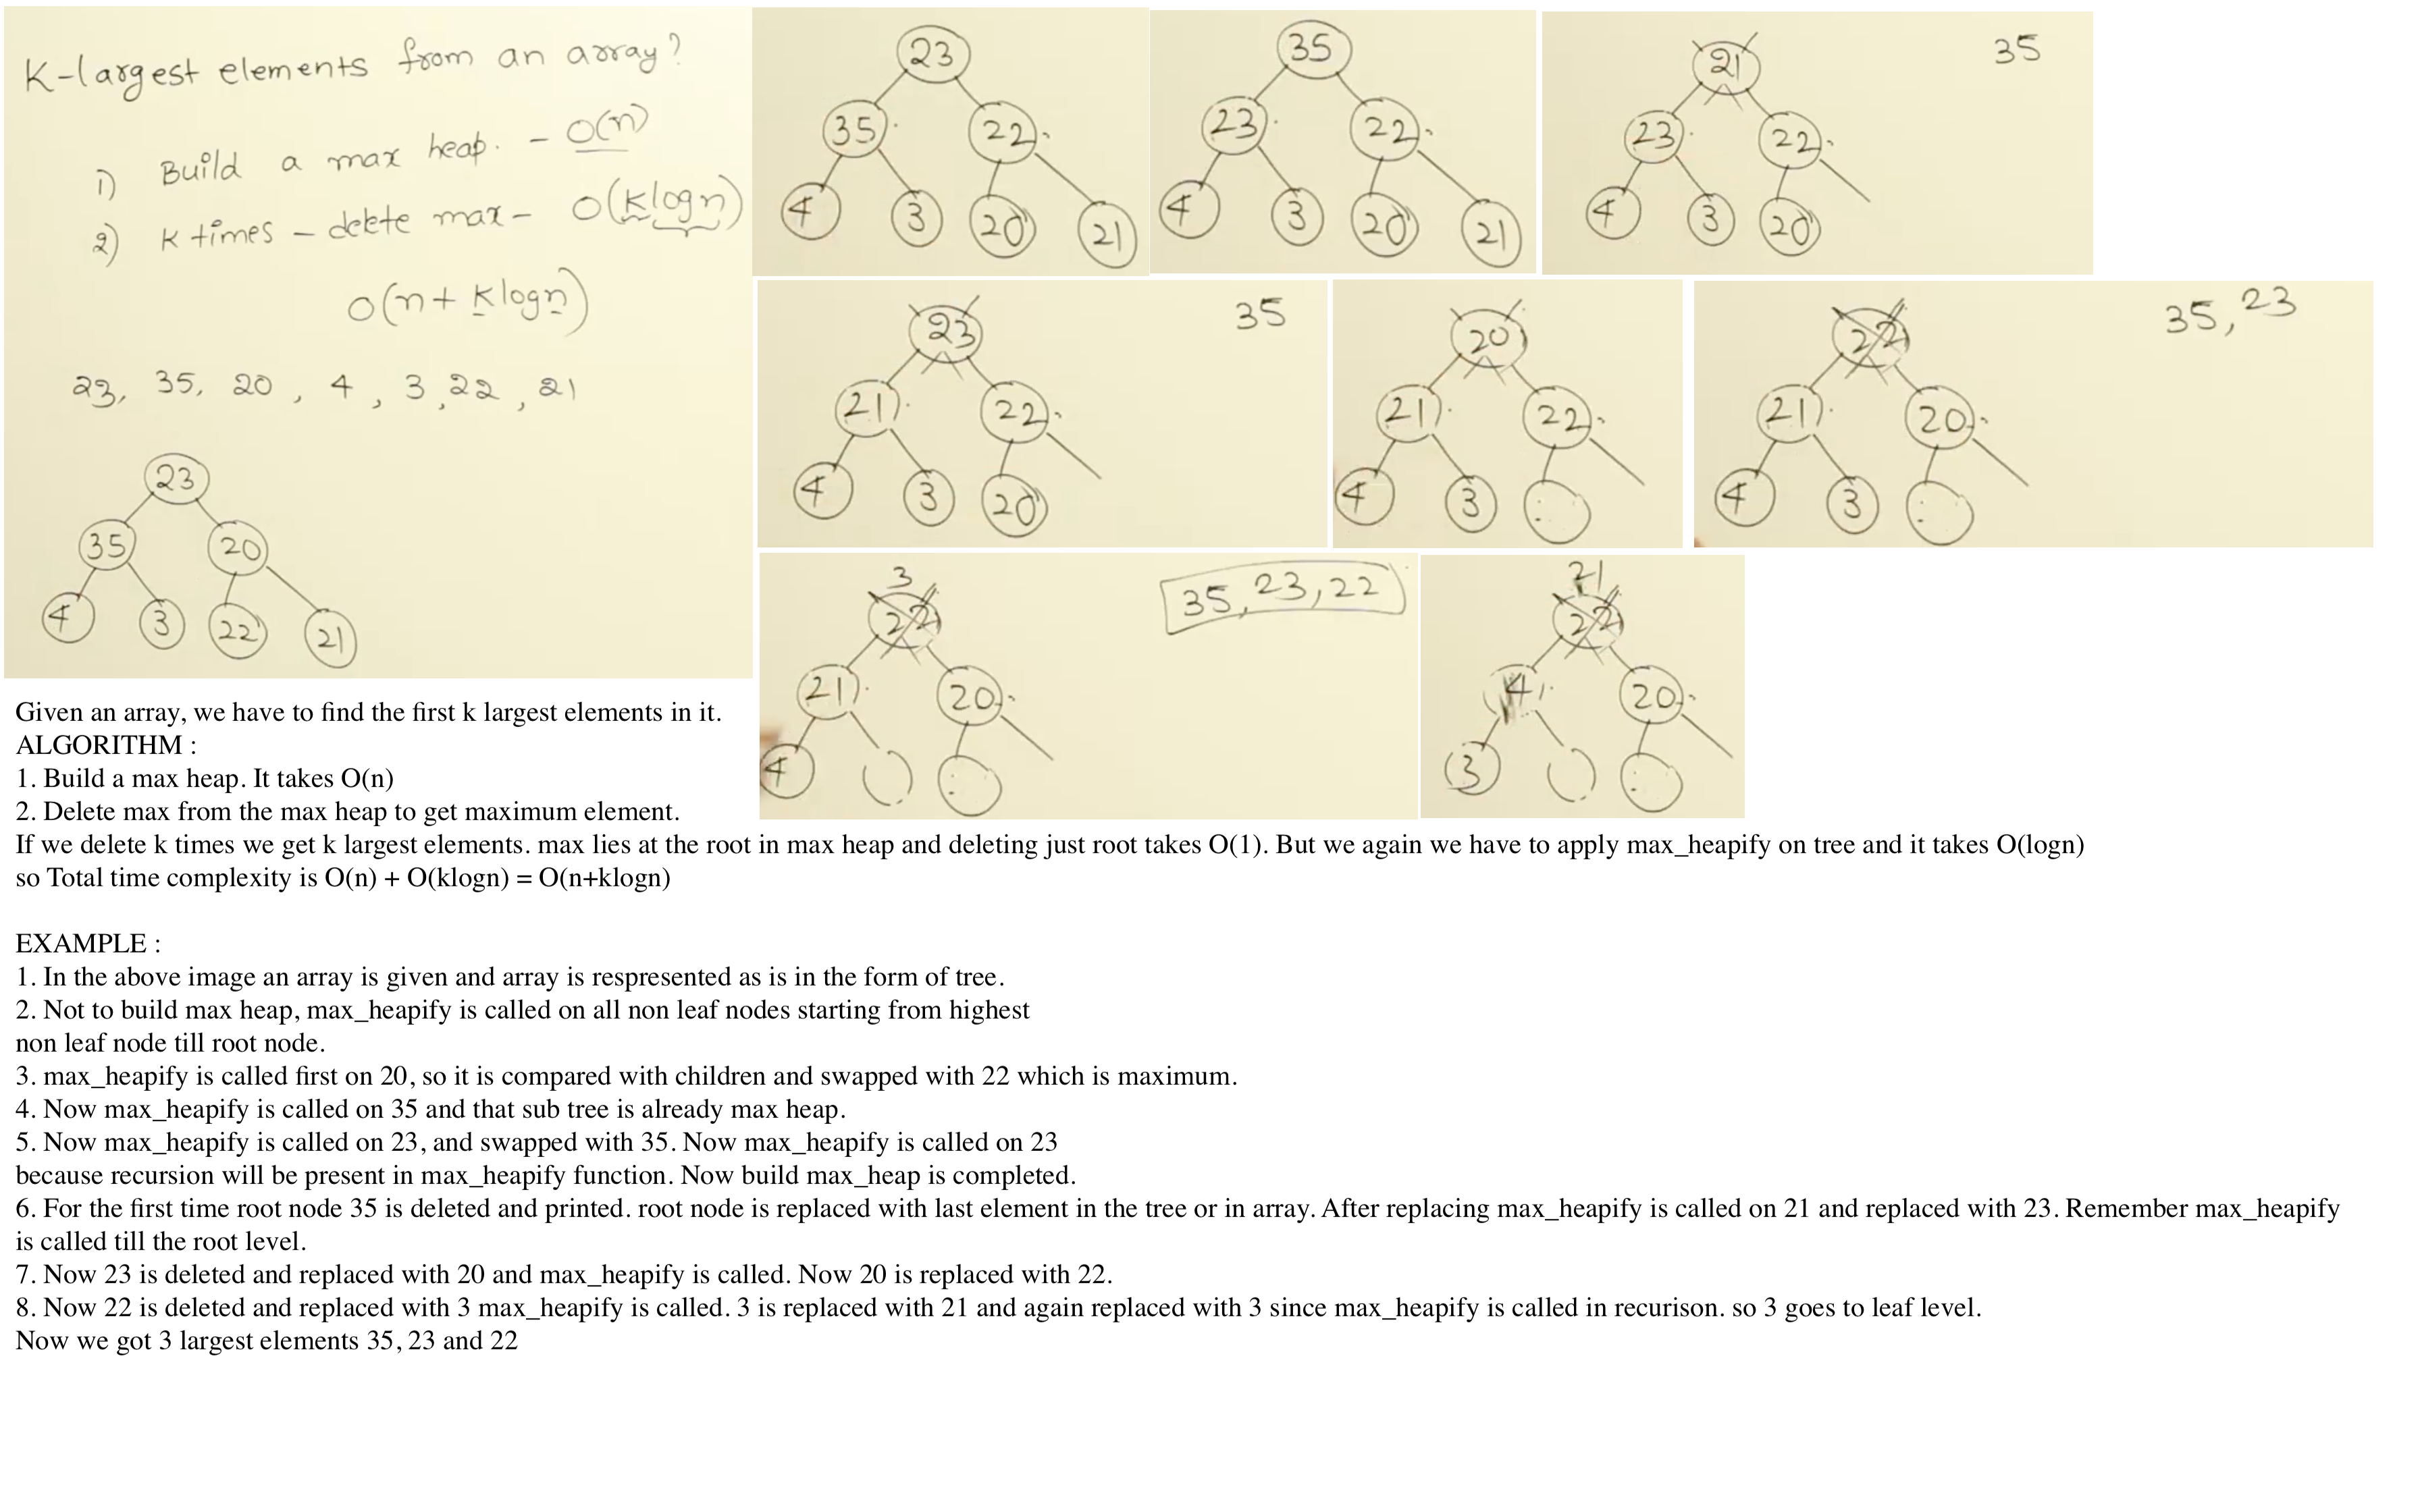 K-largest elements from an array?
1) Build a max heap. - O(n)
2) K times - delete max - O(klogn)
O(n + klogn)
23, 35, 20, 4, 3, 22, 21
23
35 20
4 3 22 21
23
35 22
4 3 20 21
35
23 22
4 3 20 21
21 35
23 22
4 3 20
23 35
21 22
4 3 20
20
21 22
4 3
22 35, 23
21 20
4 3
3
22 35, 23, 22
21 20
4
21
22
4 20
3
Given an array, we have to find the first k largest elements in it.
ALGORITHM :
1. Build a max heap. It takes O(n)
2. Delete max from the max heap to get maximum element.
If we delete k times we get k largest elements. max lies at the root in max heap and deleting just root takes O(1). But we again we have to apply max_heapify on tree and it takes O(logn)
so Total time complexity is O(n) + O(klogn) = O(n+klogn)
EXAMPLE :
1. In the above image an array is given and array is respresented as is in the form of tree.
2. Not to build max heap, max_heapify is called on all non leaf nodes starting from highest
non leaf node till root node.
3. max_heapify is called first on 20, so it is compared with children and swapped with 22 which is maximum.
4. Now max_heapify is called on 35 and that sub tree is already max heap.
5. Now max_heapify is called on 23, and swapped with 35. Now max_heapify is called on 23
because recursion will be present in max_heapify function. Now build max_heap is completed.
6. For the first time root node 35 is deleted and printed. root node is replaced with last element in the tree or in array. After replacing max_heapify is called on 21 and replaced with 23. Remember max_heapify
is called till the root level.
7. Now 23 is deleted and replaced with 20 and max_heapify is called. Now 20 is replaced with 22.
8. Now 22 is deleted and replaced with 3 max_heapify is called. 3 is replaced with 21 and again replaced with 3 since max_heapify is called in recurison. so 3 goes to leaf level.
Now we got 3 largest elements 35, 23 and 22